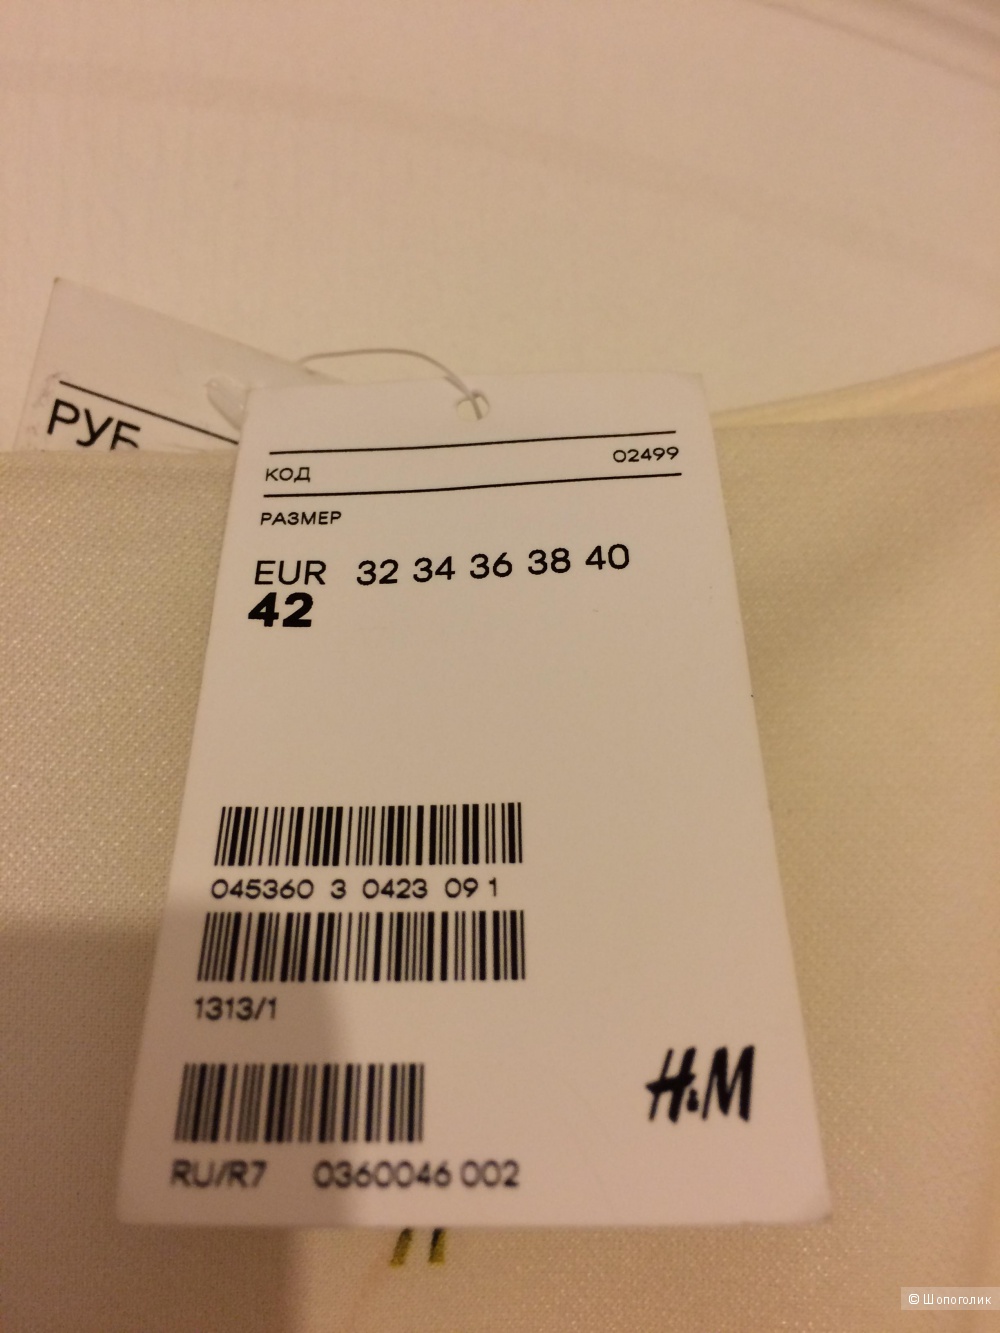 РУБ
КОД 02499
РАЗМЕР
EUR 32 34 36 38 40
42
045360 3 0423 09 1
1313/1
RU/R7 0360046 002
H&M
© Шопоголик